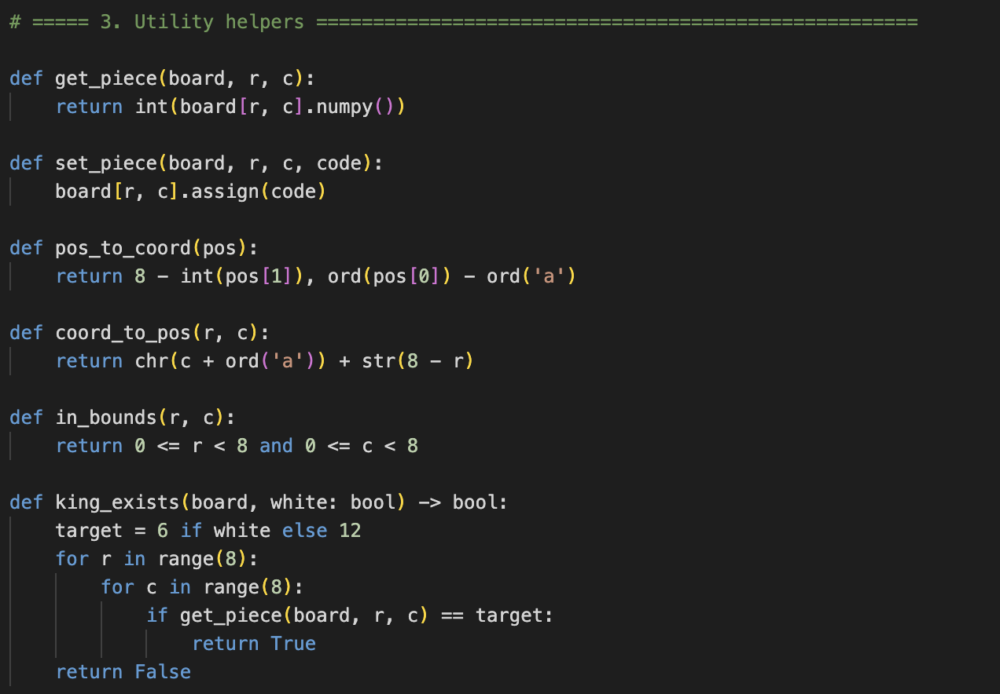 # ===== 3. Utility helpers =====================================================
def get_piece(board, r, c):
    return int(board[r, c].numpy())
def set_piece(board, r, c, code):
    board[r, c].assign(code)
def pos_to_coord(pos):
    return 8 - int(pos[1]), ord(pos[0]) - ord('a')
def coord_to_pos(r, c):
    return chr(c + ord('a')) + str(8 - r)
def in_bounds(r, c):
    return 0 <= r < 8 and 0 <= c < 8
def king_exists(board, white: bool) -> bool:
    target = 6 if white else 12
    for r in range(8):
        for c in range(8):
            if get_piece(board, r, c) == target:
                return True
    return False